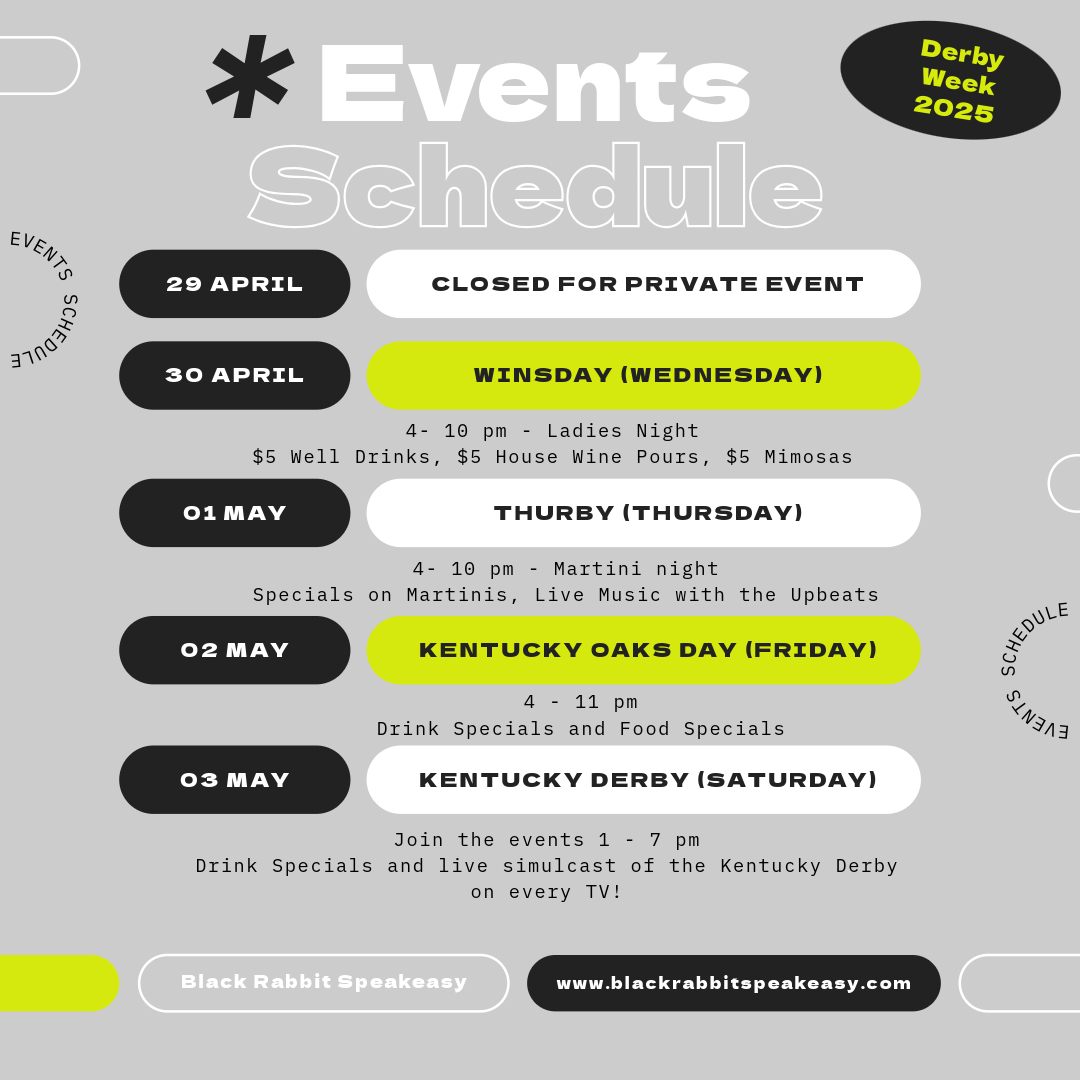 * Events
Schedule
Derby
Week
2025
EVENTS SCHEDULE
29 APRIL
CLOSED FOR PRIVATE EVENT
30 APRIL
WINSDAY (WEDNESDAY)
4- 10 pm - Ladies Night
$5 Well Drinks, $5 House Wine Pours, $5 Mimosas
01 MAY
THURBY (THURSDAY)
4- 10 pm - Martini night
Specials on Martinis, Live Music with the Upbeats
02 MAY
KENTUCKY OAKS DAY (FRIDAY)
4 - 11 pm
Drink Specials and Food Specials
EVENTS SCHEDULE
03 MAY
KENTUCKY DERBY (SATURDAY)
Join the events 1 - 7 pm
Drink Specials and live simulcast of the Kentucky Derby
on every TV!
Black Rabbit Speakeasy
www.blackrabbitspeakeasy.com